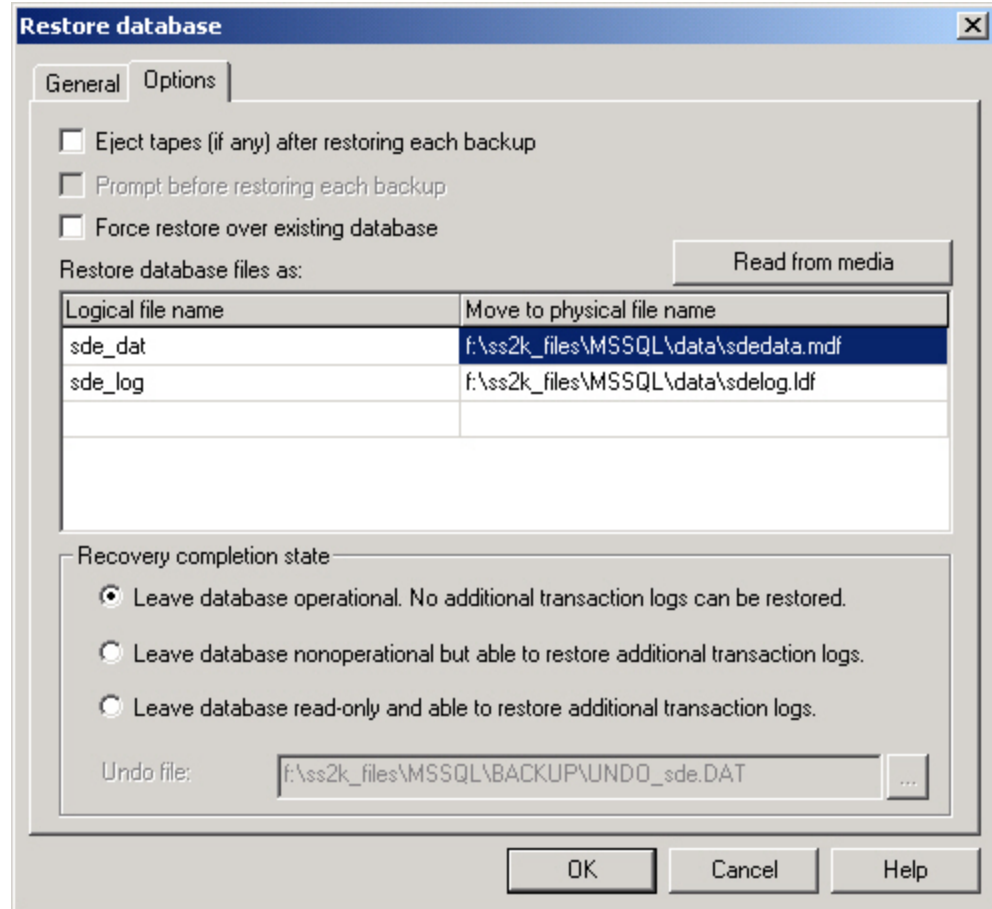 Restore database
General Options
Eject tapes (if any) after restoring each backup
Prompt before restoring each backup
Force restore over existing database
Restore database files as: Read from media
Logical file name Move to physical file name
sde_dat f:\ss2k_files\MSSQL\data\sdedata.mdf
sde_log f:\ss2k_files\MSSQL\data\sdelog.ldf
Recovery completion state
Leave database operational. No additional transaction logs can be restored.
Leave database nonoperational but able to restore additional transaction logs.
Leave database read-only and able to restore additional transaction logs.
Undo file: f:\ss2k_files\MSSQL\BACKUP\UNDO_sde.DAT ...
OK Cancel Help